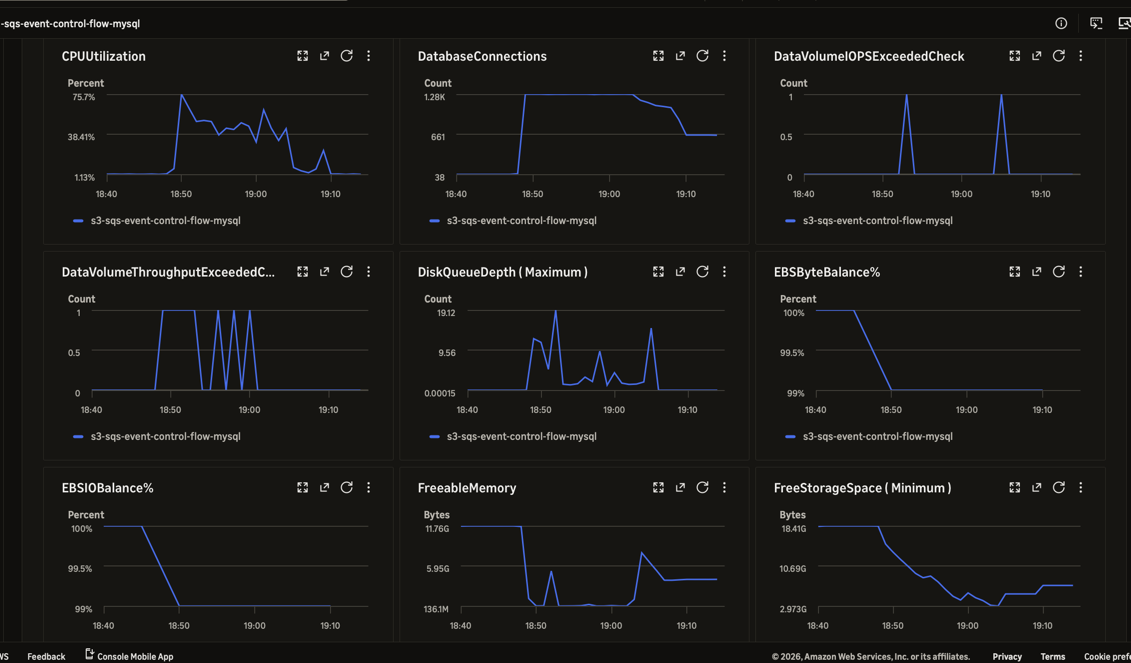 -sqs-event-control-flow-mysql
CPUUtilization
Percent
75.7%
38.41%
1.13%
18:40 18:50 19:00 19:10
s3-sqs-event-control-flow-mysql
DatabaseConnections
Count
1.28K
661
38
18:40 18:50 19:00 19:10
s3-sqs-event-control-flow-mysql
DataVolumeIOPSExceededCheck
Count
1
0.5
0
18:40 18:50 19:00 19:10
s3-sqs-event-control-flow-mysql
DataVolumeThroughputExceededC...
Count
1
0.5
0
18:40 18:50 19:00 19:10
s3-sqs-event-control-flow-mysql
DiskQueueDepth ( Maximum )
Count
19.12
9.56
0.00015
18:40 18:50 19:00 19:10
s3-sqs-event-control-flow-mysql
EBSByteBalance%
Percent
100%
99.5%
99%
18:40 18:50 19:00 19:10
s3-sqs-event-control-flow-mysql
EBSIOBalance%
Percent
100%
99.5%
99%
18:40 18:50 19:00 19:10
FreeableMemory
Bytes
11.76G
5.95G
136.1M
18:40 18:50 19:00 19:10
FreeStorageSpace ( Minimum )
Bytes
18.41G
10.69G
2.973G
18:40 18:50 19:00 19:10
WS Feedback Console Mobile App © 2026, Amazon Web Services, Inc. or its affiliates. Privacy Terms Cookie prefe